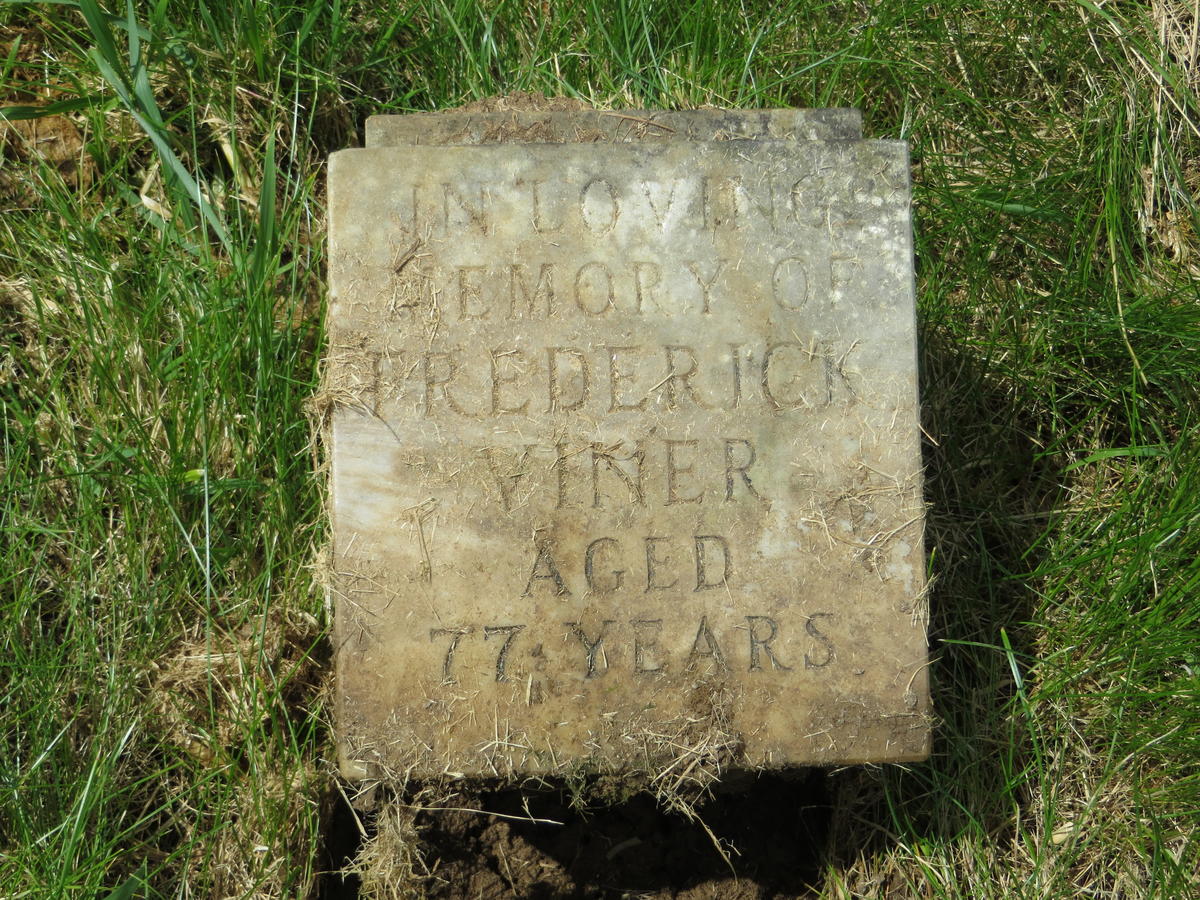 IN LOVING
MEMORY OF
FREDERICK
VINER
AGED
77 YEARS